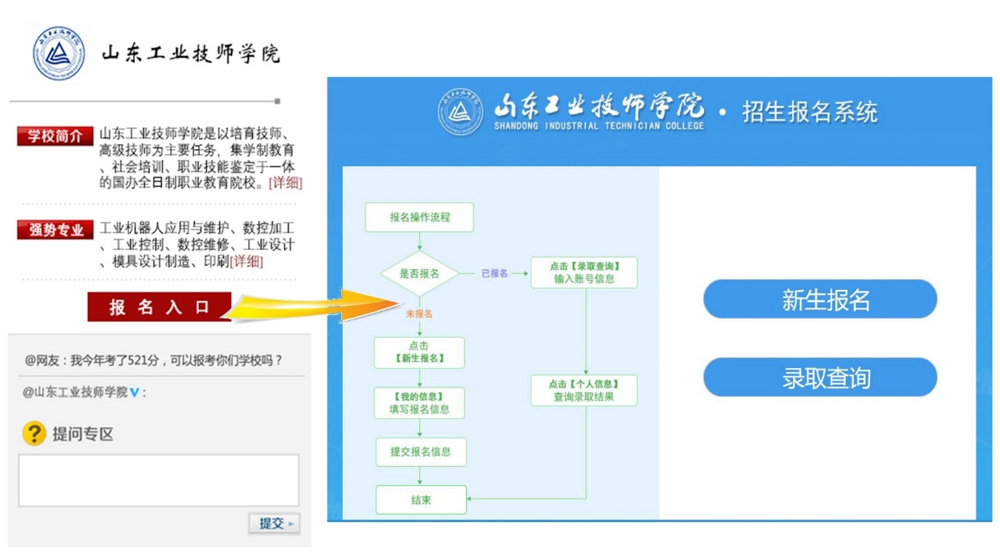 山东工业技师学院
学校简介
山东工业技师学院是以培育技师、
高级技师为主要任务，集学制教育
、社会培训、职业技能鉴定于一体
的国办全日制职业教育院校。[详细]
强势专业
工业机器人应用与维护、数控加工
、工业控制、数控维修、工业设计
、模具设计制造、印刷[详细]
报名入口
@网友：我今年考了521分，可以报考你们学校吗？
@山东工业技师学院V：
? 提问专区
提交
山东工业技师学院·招生报名系统
SHANDONG INDUSTRIAL TECHNICIAN COLLEGE
报名操作流程
是否报名
已报名
点击【录取查询】
输入账号信息
未报名
点击
【新生报名】
【我的信息】
填写报名信息
点击【个人信息】
查询录取结果
提交报名信息
结束
新生报名
录取查询